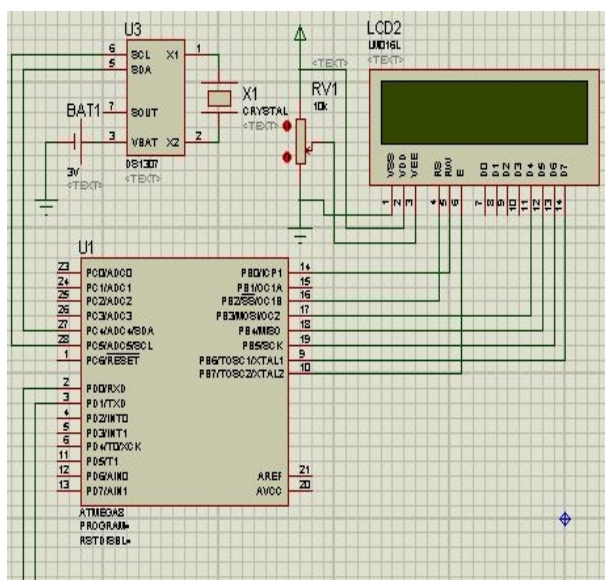 U3
6 SCL X1 1
5 SDA
7 SOUT
3 VBAT X2 2
DS1307
<TEXT>
BAT1
3V
<TEXT>
X1
CRYSTAL
<TEXT>
<TEXT>
RV1
10k
LCD2
LM016L
<TEXT>
VSS VDD VEE RS RW E D0 D1 D2 D3 D4 D5 D6 D7
1 2 3 4 5 6 7 8 9 10 11 12 13 14
U1
23 PC0/ADC0 PB0/ICP1 14
24 PC1/ADC1 PB1/OC1A 15
25 PC2/ADC2 PB2/SS/OC1B 16
26 PC3/ADC3 PB3/MOSI/OC2 17
27 PC4/ADC4/SDA PB4/MISO 18
28 PC5/ADC5/SCL PB5/SCK 19
1 PC6/RESET PB6/TOSC1/XTAL1 9
PB7/TOSC2/XTAL2 10
2 PD0/RXD
3 PD1/TXD
4 PD2/INT0
5 PD3/INT1
6 PD4/T0/XCK
11 PD5/T1
12 PD6/AIN0 AREF 21
13 PD7/AIN1 AVCC 20
ATMEGA8
PROGRAM=
RSTDISBL=